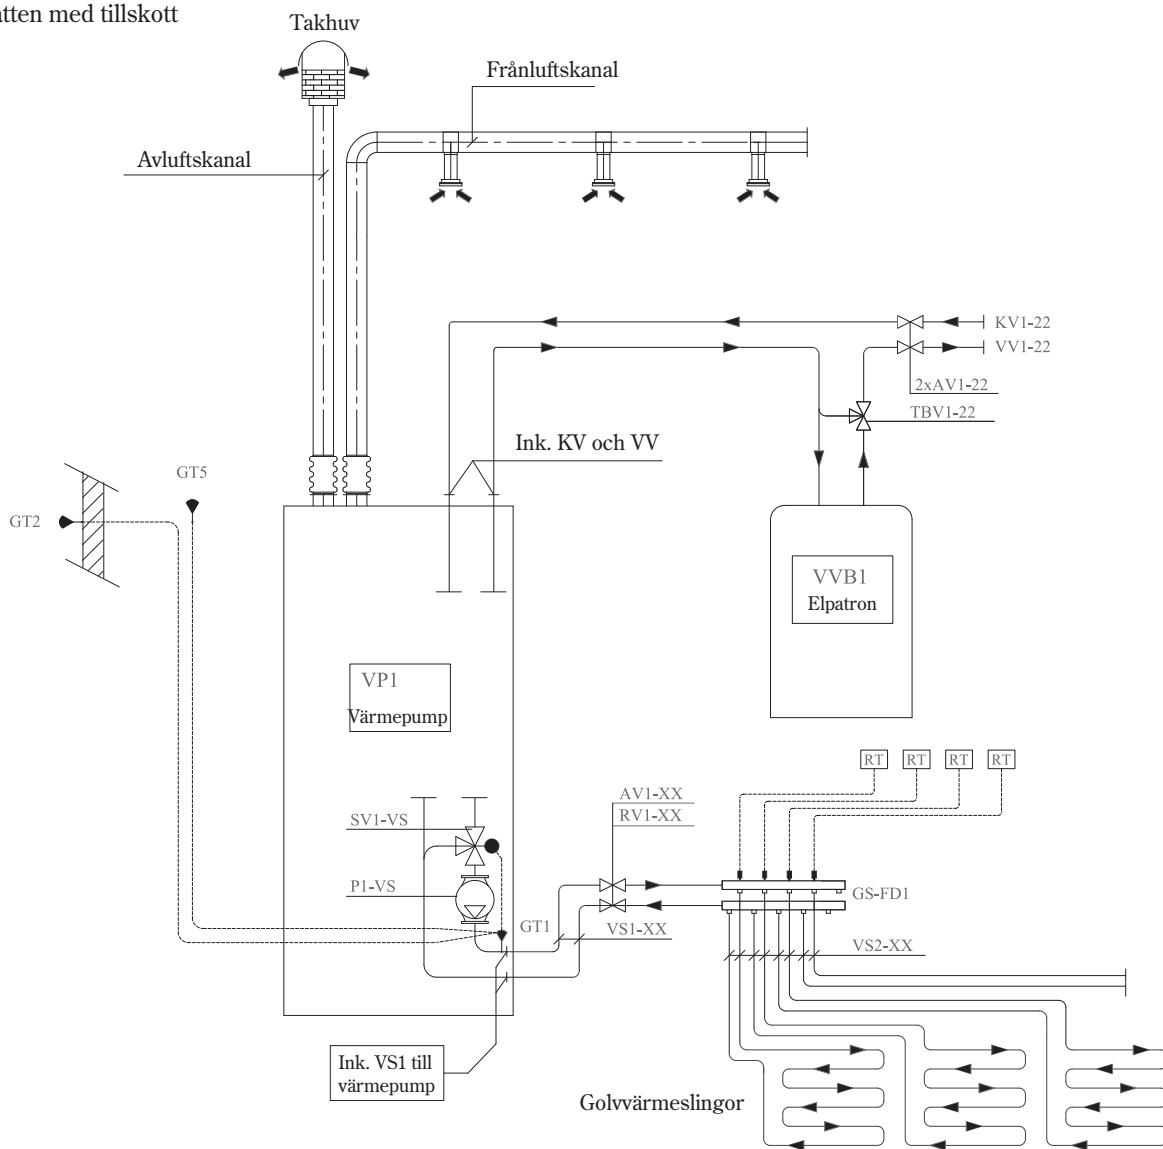 med tillskott
Takhuv
Frånluftskanal
Avluftskanal
KV1-22
VV1-22
2xAV1-22
TBV1-22
Ink. KV och VV
GT5
GT2
VVB1
Elpatron
VP1
Värmepump
RT RT RT RT
AV1-XX
RV1-XX
SV1-VS
P1-VS
GS-FD1
GT1
VS1-XX
VS2-XX
Ink. VS1 till
värmepump
Golvvärmeslingor